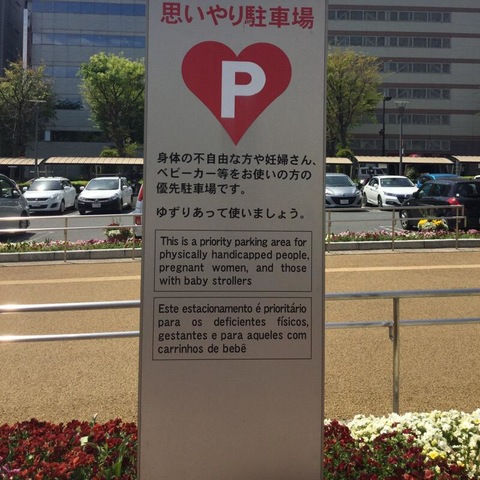 思いやり駐車場
P
身体の不自由な方や妊婦さん、
ベビーカー等をお使いの方の
優先駐車場です。
ゆずりあって使いましょう。
This is a priority parking area for
physically handicapped people,
pregnant women, and those
with baby strollers
Este estacionamento é prioritário
para os deficientes físicos,
gestantes e para aqueles com
carrinhos de bebê